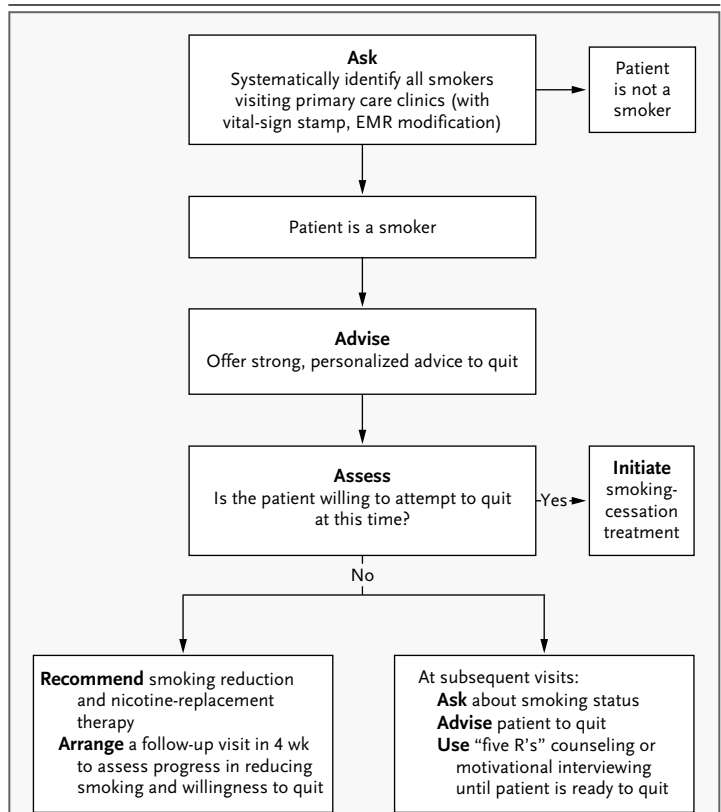 Ask
Systematically identify all smokers
visiting primary care clinics (with
vital-sign stamp, EMR modification)
Patient
is not a
smoker
Patient is a smoker
Advise
Offer strong, personalized advice to quit
Assess
Is the patient willing to attempt to quit
at this time?
Yes
Initiate
smoking-
cessation
treatment
No
Recommend smoking reduction
and nicotine-replacement
therapy
Arrange a follow-up visit in 4 wk
to assess progress in reducing
smoking and willingness to quit
At subsequent visits:
Ask about smoking status
Advise patient to quit
Use “five R’s” counseling or
motivational interviewing
until patient is ready to quit